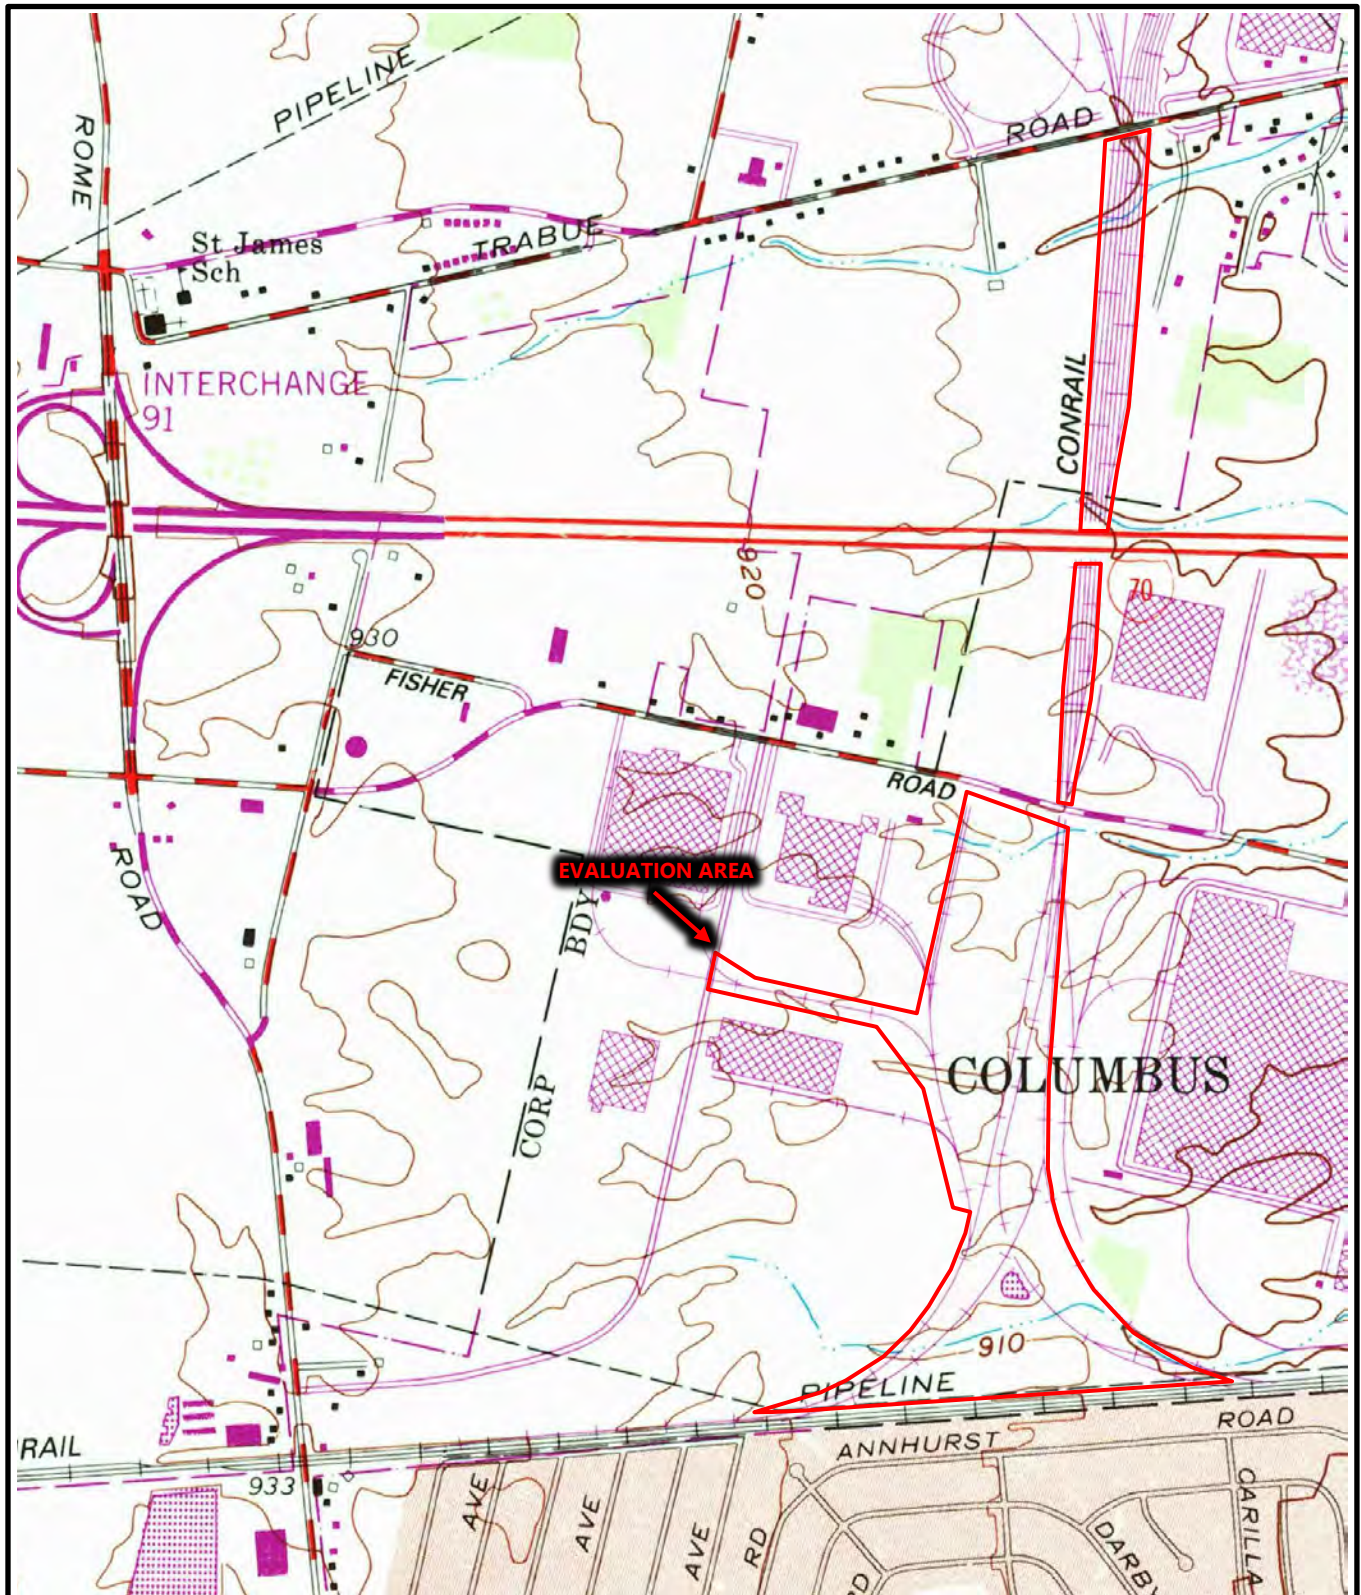 PIPELINE
ROAD
ROME
St James
Sch
TRABUE
INTERCHANGE
91
CONRAIL
920
70
930
FISHER
ROAD
EVALUATION AREA
ROAD
BDY
COLUMBUS
CORP
910
PIPELINE
ROAD
ANNHURST
RAIL
933
AVE
AVE
AVE
RD
RD
DARBY
CARILLA